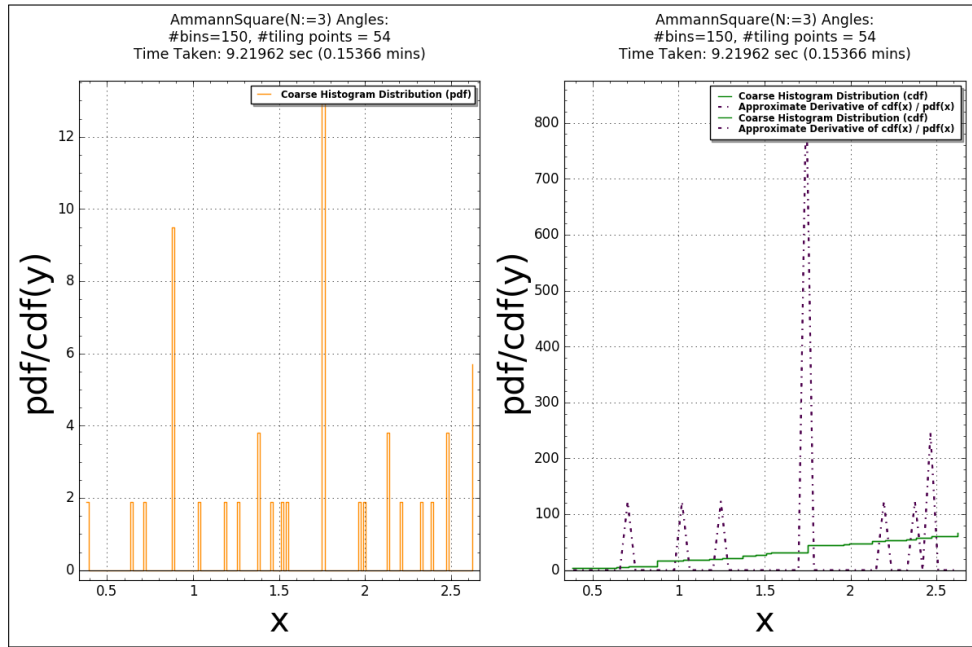 AmmannSquare(N:=3) Angles:
#bins=150, #tiling points = 54
Time Taken: 9.21962 sec (0.15366 mins)
Coarse Histogram Distribution (pdf)
pdf/cdf(y)
12
10
8
6
4
2
0
0.5
1
1.5
2
2.5
x
AmmannSquare(N:=3) Angles:
#bins=150, #tiling points = 54
Time Taken: 9.21962 sec (0.15366 mins)
Coarse Histogram Distribution (cdf)
Approximate Derivative of cdf(x) / pdf(x)
Coarse Histogram Distribution (cdf)
Approximate Derivative of cdf(x) / pdf(x)
pdf/cdf(y)
800
700
600
500
400
300
200
100
0
0.5
1
1.5
2
2.5
x